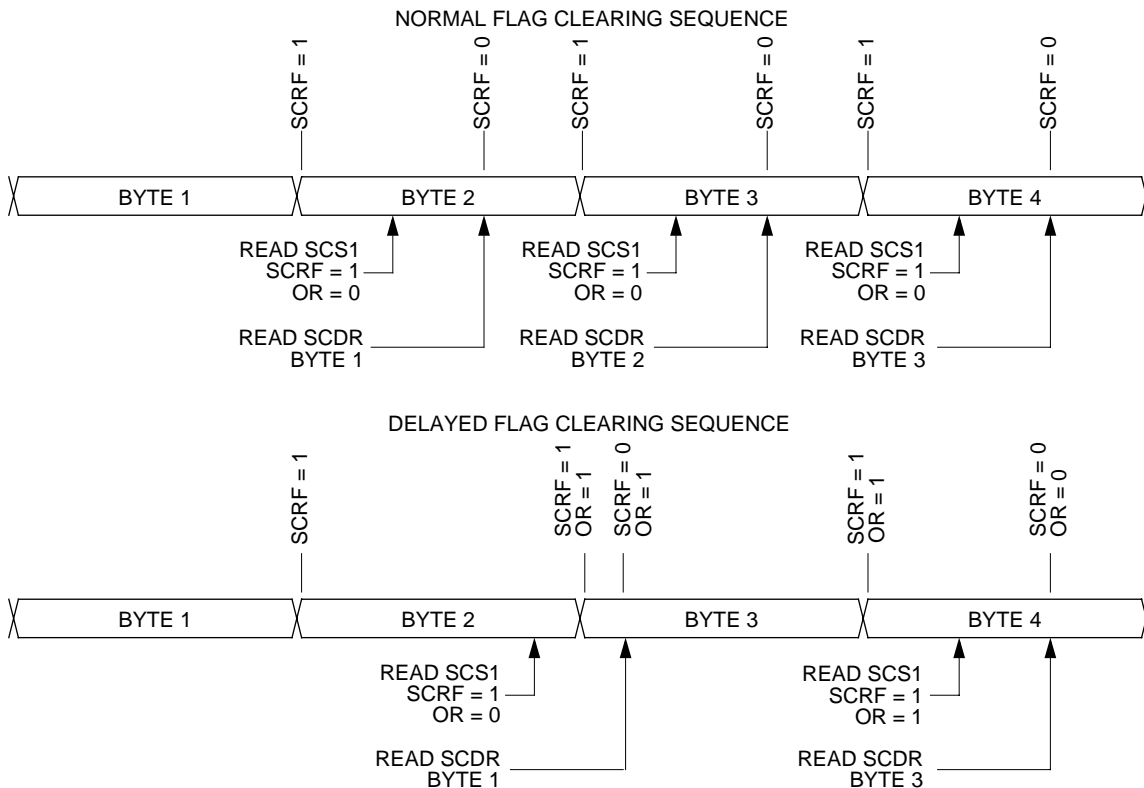 NORMAL FLAG CLEARING SEQUENCE
SCRF = 1
SCRF = 0
SCRF = 1
SCRF = 0
SCRF = 1
SCRF = 0
BYTE 1
BYTE 2
BYTE 3
BYTE 4
READ SCS1
SCRF = 1
OR = 0
READ SCS1
SCRF = 1
OR = 0
READ SCS1
SCRF = 1
OR = 0
READ SCDR
BYTE 1
READ SCDR
BYTE 2
READ SCDR
BYTE 3
DELAYED FLAG CLEARING SEQUENCE
SCRF = 1
SCRF = 1
OR = 1
SCRF = 0
OR = 1
SCRF = 1
OR = 1
SCRF = 0
OR = 0
BYTE 1
BYTE 2
BYTE 3
BYTE 4
READ SCS1
SCRF = 1
OR = 0
READ SCS1
SCRF = 1
OR = 1
READ SCDR
BYTE 1
READ SCDR
BYTE 3